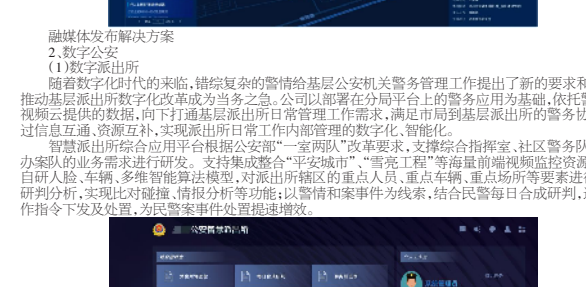 融媒体发布解决方案
2、数字公安
（1）数字派出所
随着数字化时代的来临，错综复杂的警情给基层公安机关警务管理工作提出了新的要求和
推动基层派出所数字化改革成为当务之急。公司以部署在分局平台上的警务应用为基础，依托警
视频云提供的数据，向下打通基层派出所日常管理工作需求，满足市局到基层派出所的警务协
过信息互通、资源互补，实现派出所日常工作内部管理的数字化、智能化。
智慧派出所综合应用平台根据公安部“一室两队”改革要求，支撑综合指挥室、社区警务队
办案队的业务需求进行研发。支持集成整合“平安城市”、“雪亮工程”等海量前端视频监控资源
自研人脸、车辆、多维智能算法模型，对派出所辖区的重点人员、重点车辆、重点场所等要素进行
研判分析，实现比对碰撞、情报分析等功能；以警情和案事件为线索，结合民警每日合成研判，
作指令下发及处置，为民警案事件处置提速增效。
公安智慧派出所